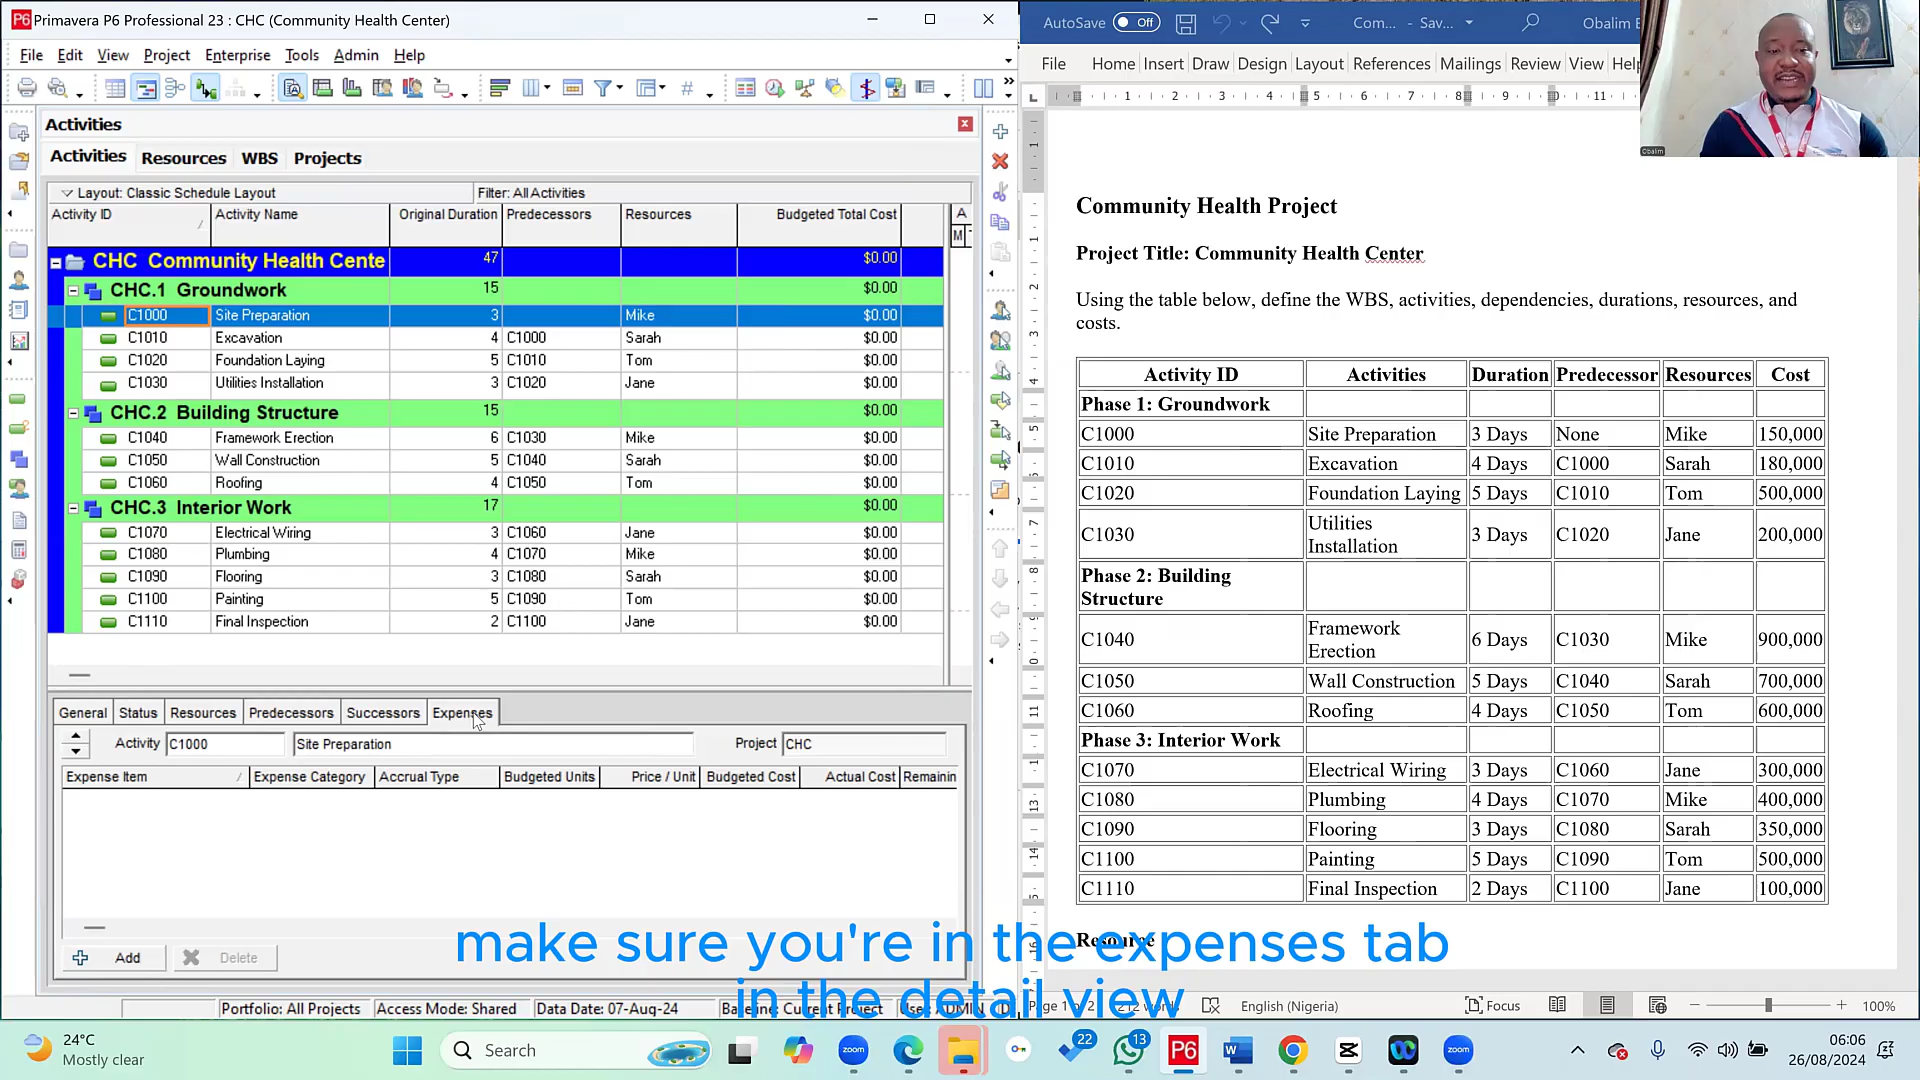 Primavera P6 Professional 23 : CHC (Community Health Center)
File Edit View Project Enterprise Tools Admin Help
Activities
Activities Resources WBS Projects
Layout: Classic Schedule Layout Filter: All Activities
Activity ID Activity Name Original Duration Predecessors Resources Budgeted Total Cost A
M
CHC Community Health Cente 47 $0.00
CHC.1 Groundwork 15 $0.00
C1000 Site Preparation 3 Mike $0.00
C1010 Excavation 4 C1000 Sarah $0.00
C1020 Foundation Laying 5 C1010 Tom $0.00
C1030 Utilities Installation 3 C1020 Jane $0.00
CHC.2 Building Structure 15 $0.00
C1040 Framework Erection 6 C1030 Mike $0.00
C1050 Wall Construction 5 C1040 Sarah $0.00
C1060 Roofing 4 C1050 Tom $0.00
CHC.3 Interior Work 17 $0.00
C1070 Electrical Wiring 3 C1060 Jane $0.00
C1080 Plumbing 4 C1070 Mike $0.00
C1090 Flooring 3 C1080 Sarah $0.00
C1100 Painting 5 C1090 Tom $0.00
C1110 Final Inspection 2 C1100 Jane $0.00
General Status Resources Predecessors Successors Expenses
Activity C1000 Site Preparation Project CHC
Expense Item Expense Category Accrual Type Budgeted Units Price / Unit Budgeted Cost Actual Cost Remainin
Add Delete
Portfolio: All Projects Access Mode: Shared Data Date: 07-Aug-24 Baseline: Current Project User: ADMIN
AutoSave Off Com... - Sav... Obalim E
File Home Insert Draw Design Layout References Mailings Review View Help
Obalim
Community Health Project
Project Title: Community Health Center
Using the table below, define the WBS, activities, dependencies, durations, resources, and
costs.
Activity ID Activities Duration Predecessor Resources Cost
Phase 1: Groundwork
C1000 Site Preparation 3 Days None Mike 150,000
C1010 Excavation 4 Days C1000 Sarah 180,000
C1020 Foundation Laying 5 Days C1010 Tom 500,000
C1030 Utilities Installation 3 Days C1020 Jane 200,000
Phase 2: Building Structure
C1040 Framework Erection 6 Days C1030 Mike 900,000
C1050 Wall Construction 5 Days C1040 Sarah 700,000
C1060 Roofing 4 Days C1050 Tom 600,000
Phase 3: Interior Work
C1070 Electrical Wiring 3 Days C1060 Jane 300,000
C1080 Plumbing 4 Days C1070 Mike 400,000
C1090 Flooring 3 Days C1080 Sarah 350,000
C1100 Painting 5 Days C1090 Tom 500,000
C1110 Final Inspection 2 Days C1100 Jane 100,000
Resource
make sure you're in the expenses tab
in the detail view
English (Nigeria) Focus 100%
24°C
Mostly clear
Search
22
13
06:06
26/08/2024